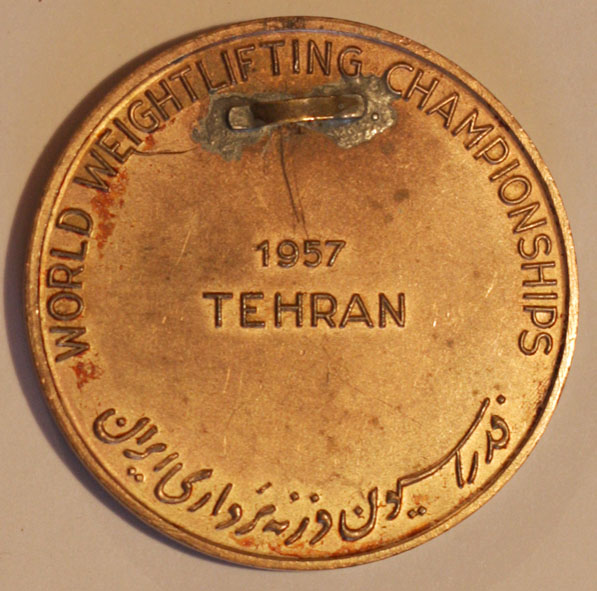 WORLD WEIGHTLIFTING CHAMPIONSHIPS
1957
TEHRAN
فدراسیون وزنه برداری ایران